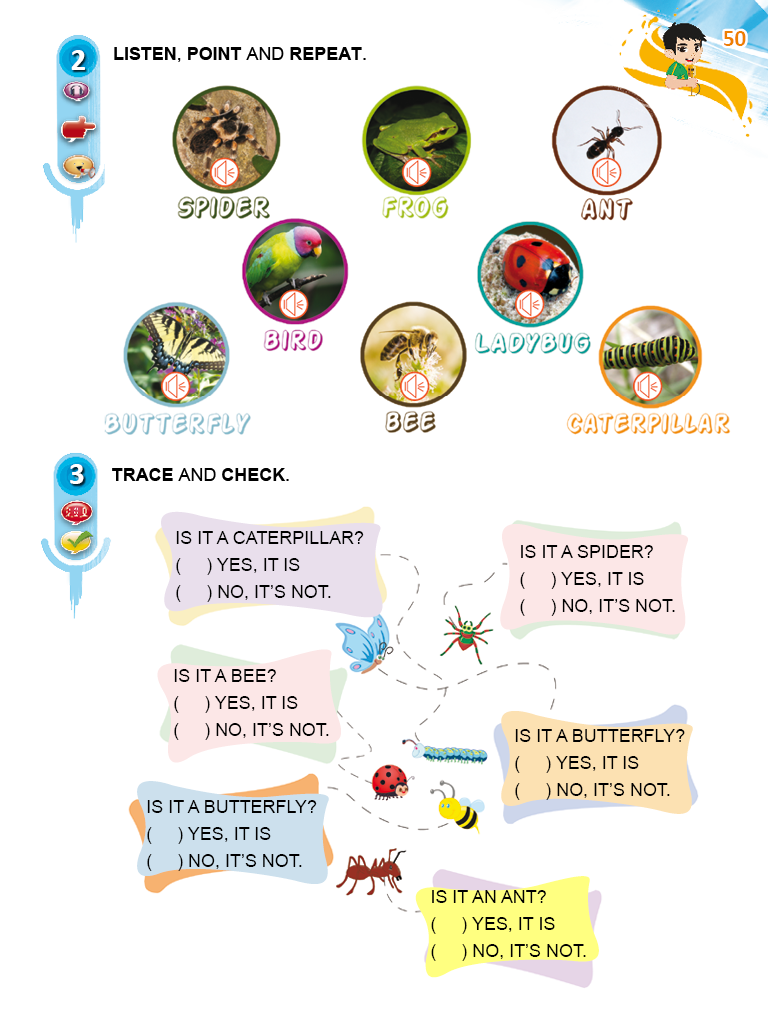 50
2
LISTEN, POINT AND REPEAT.
SPIDER
FROG
ANT
BIRD
LADYBUG
BUTTERFLY
BEE
CATERPILLAR
3
TRACE AND CHECK.
IS IT A CATERPILLAR?
(     ) YES, IT IS
(     ) NO, IT'S NOT.
IS IT A SPIDER?
(     ) YES, IT IS
(     ) NO, IT'S NOT.
IS IT A BEE?
(     ) YES, IT IS
(     ) NO, IT'S NOT.
IS IT A BUTTERFLY?
(     ) YES, IT IS
(     ) NO, IT'S NOT.
IS IT A BUTTERFLY?
(     ) YES, IT IS
(     ) NO, IT'S NOT.
IS IT AN ANT?
(     ) YES, IT IS
(     ) NO, IT'S NOT.